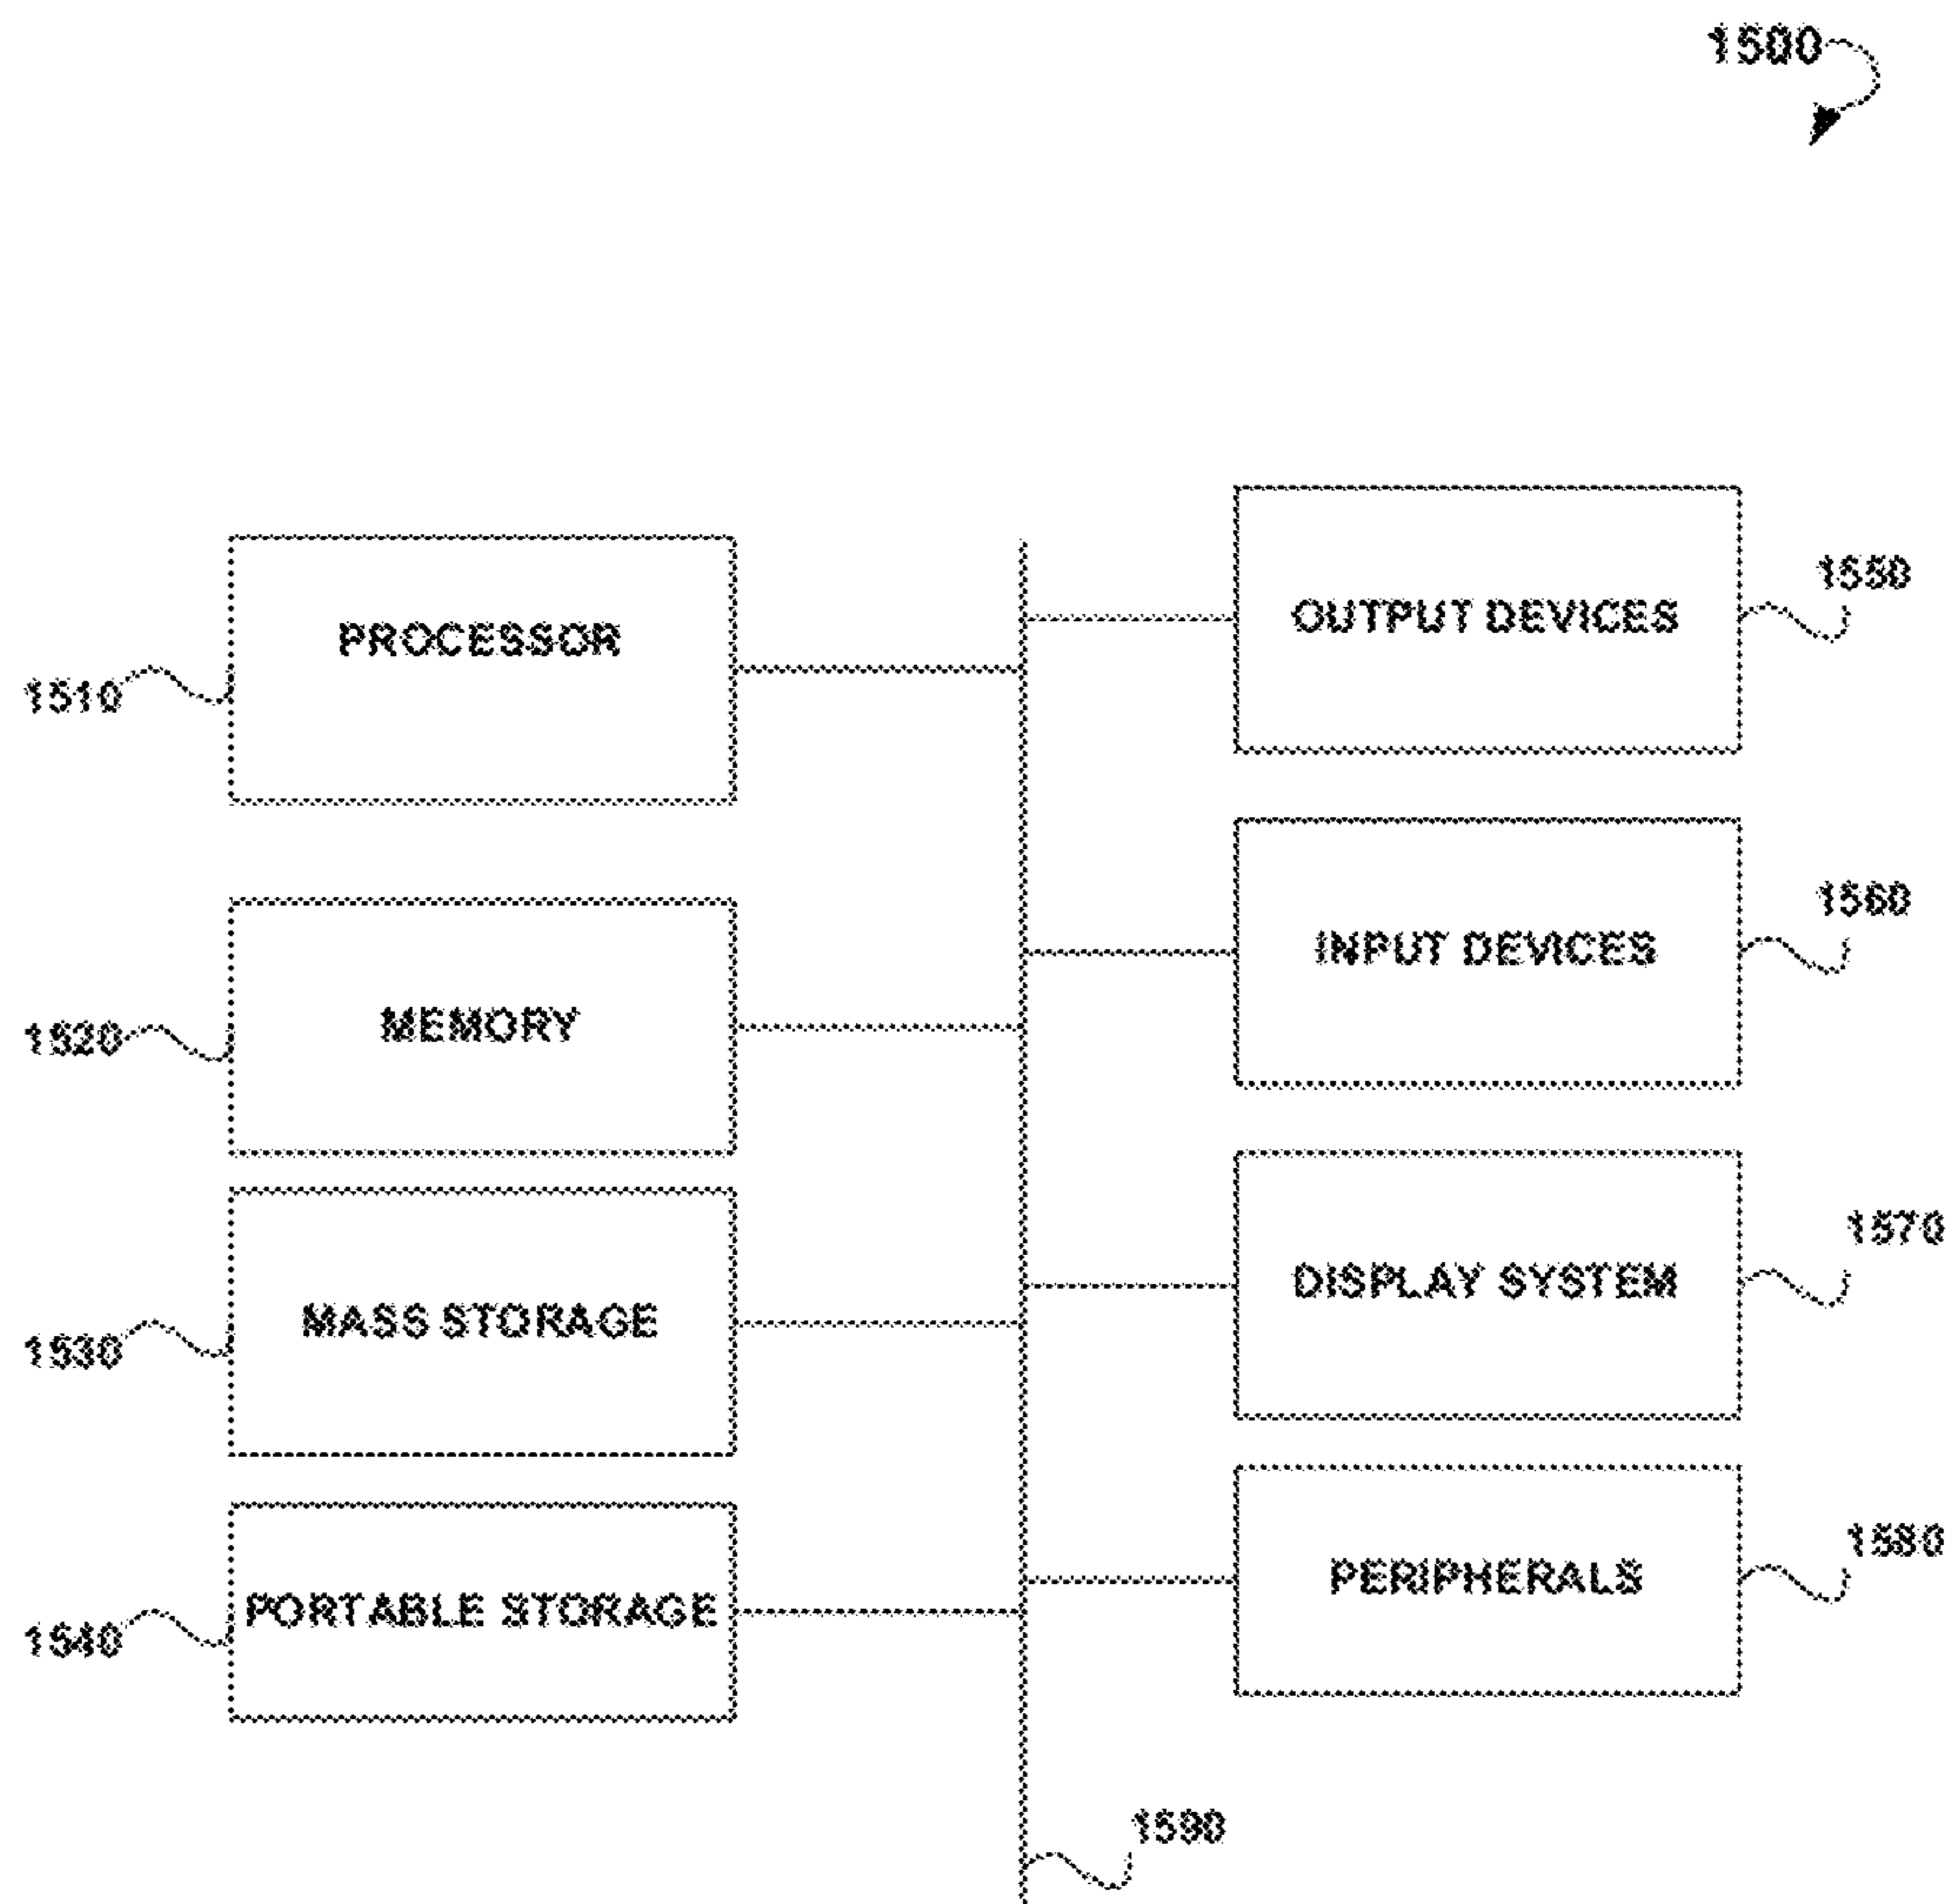 1500
PROCESSOR
1510
MEMORY
1520
MASS STORAGE
1530
PORTABLE STORAGE
1540
OUTPUT DEVICES
1550
INPUT DEVICES
1560
DISPLAY SYSTEM
1570
PERIPHERALS
1580
1590